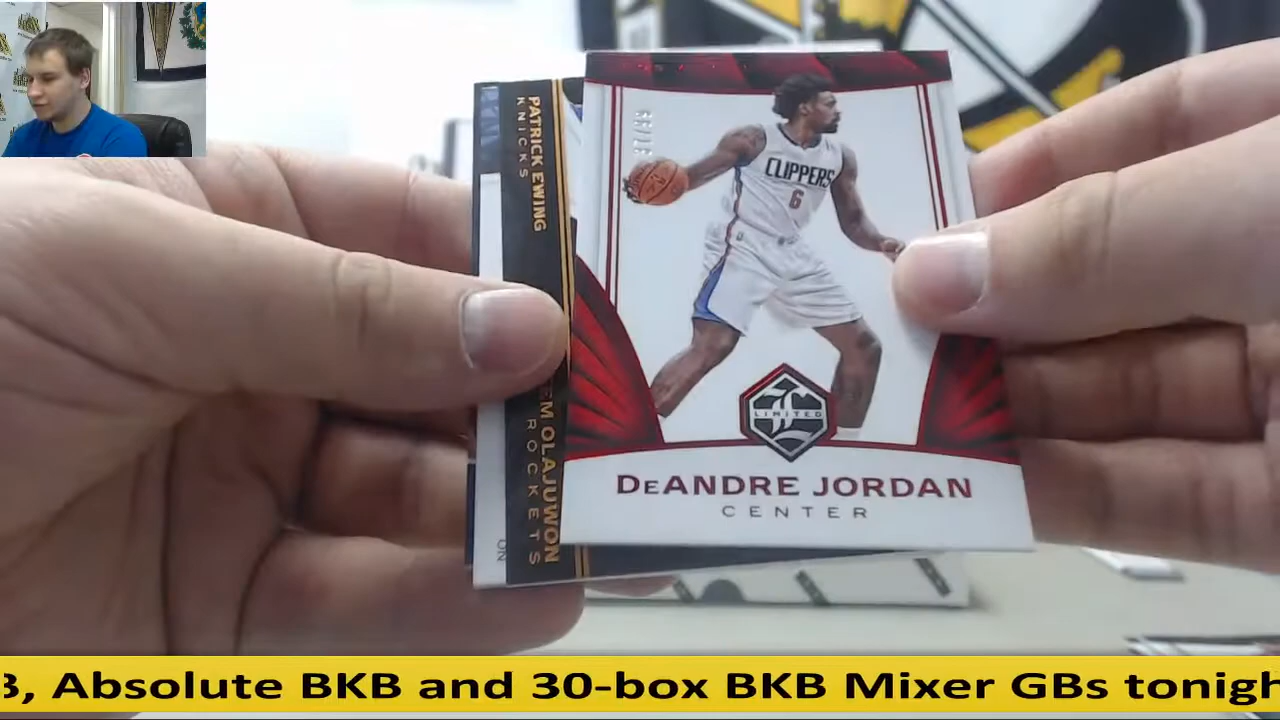 PATRICK EWING
KNICKS
EM OLAJUWON
ROCKETS
CLIPPERS
6
LIMITED
DeANDRE JORDAN
CENTER
, Absolute BKB and 30-box BKB Mixer GBs tonigh